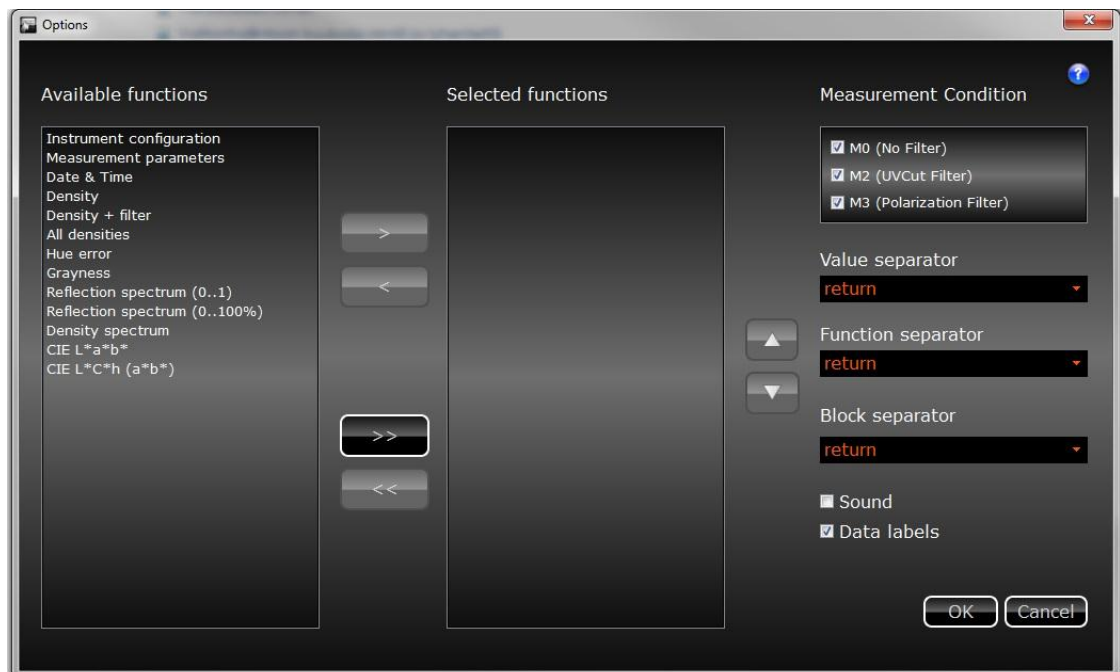 Options
Available functions
Instrument configuration
Measurement parameters
Date & Time
Density
Density + filter
All densities
Hue error
Grayness
Reflection spectrum (0..1)
Reflection spectrum (0..100%)
Density spectrum
CIE L*a*b*
CIE L*C*h (a*b*)
>
<
>>
<<
Selected functions
Measurement Condition
M0 (No Filter)
M2 (UVCut Filter)
M3 (Polarization Filter)
Value separator
return
Function separator
return
Block separator
return
Sound
Data labels
OK Cancel